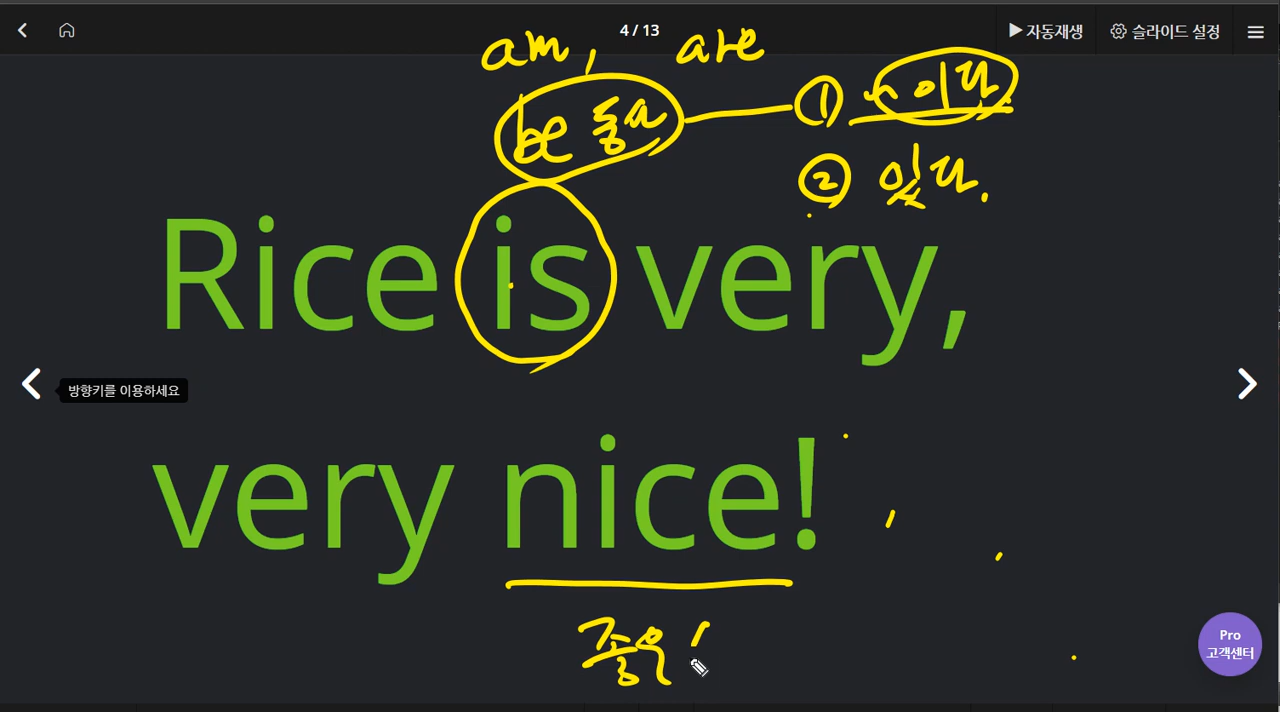 4 / 13
▶ 자동재생
슬라이드 설정
am, are
be 동사 — ① ~이다
② 있다.
Rice is very,
방향키를 이용하세요
very nice!
좋은
Pro
고객센터